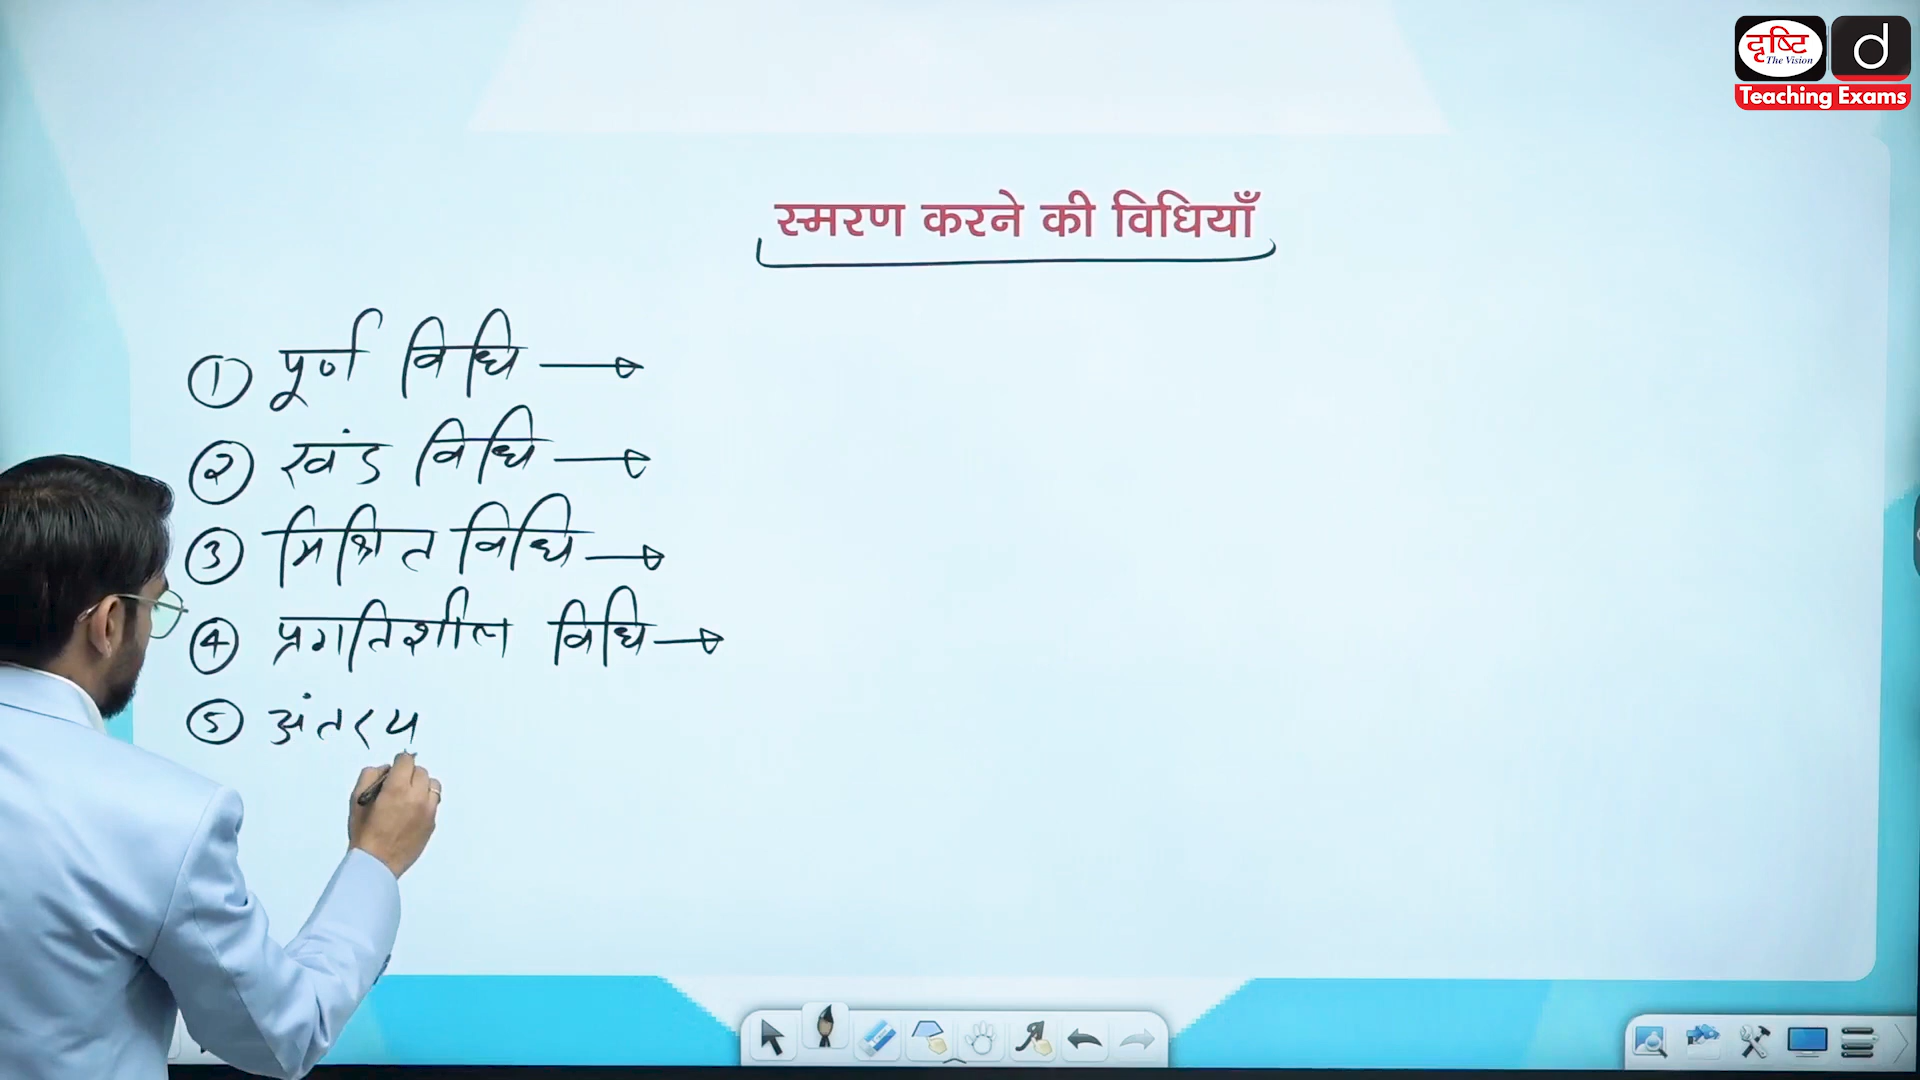 दृष्टि
The Vision
d
Teaching Exams
स्मरण करने की विधियाँ
① पूर्ण विधि →
② खंड विधि →
③ मिश्रित विधि →
④ प्रगतिशील विधि →
⑤ अंतरय